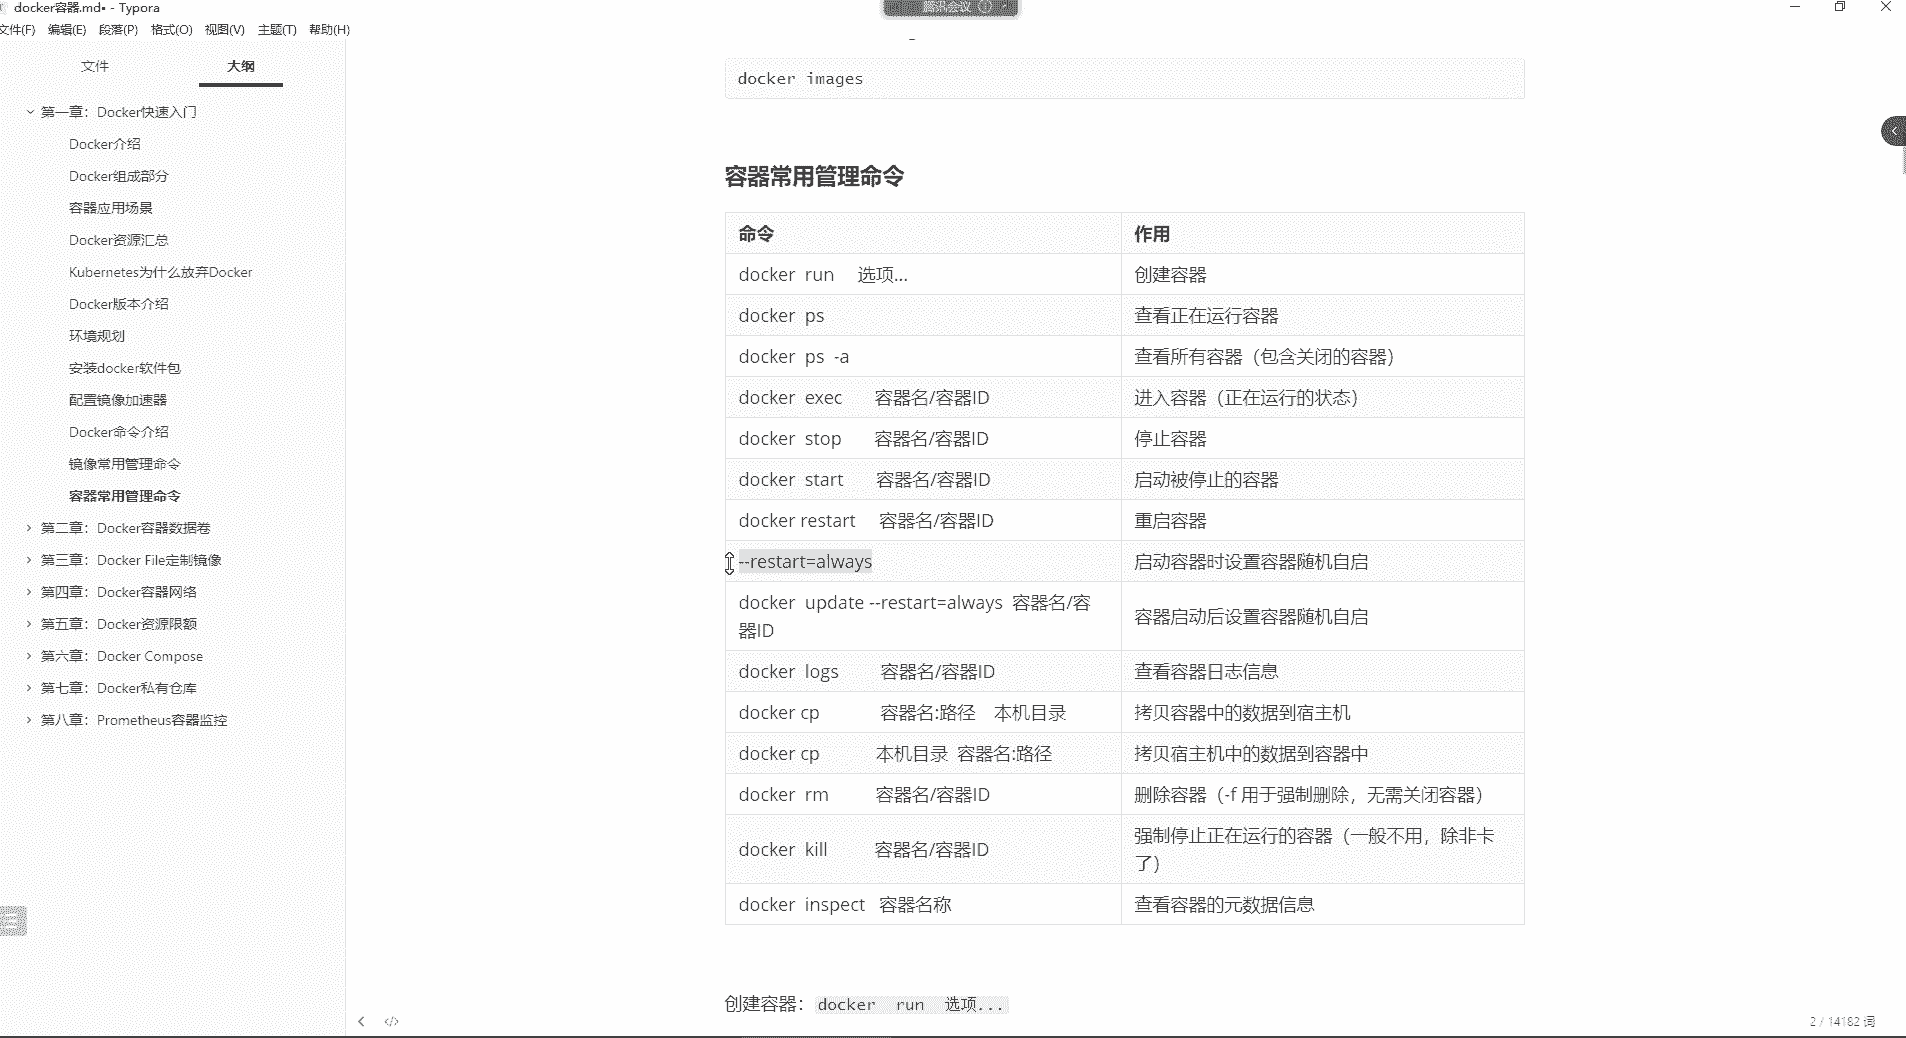 docker容器.md• - Typora
腾讯会议
文件(F) 编辑(E) 段落(P) 格式(O) 视图(V) 主题(T) 帮助(H)
文件 大纲
第一章：Docker快速入门
Docker介绍
Docker组成部分
容器应用场景
Docker资源汇总
Kubernetes为什么放弃Docker
Docker版本介绍
环境规划
安装docker软件包
配置镜像加速器
Docker命令介绍
镜像常用管理命令
容器常用管理命令
第二章：Docker容器数据卷
第三章：Docker File定制镜像
第四章：Docker容器网络
第五章：Docker资源限额
第六章：Docker Compose
第七章：Docker私有仓库
第八章：Prometheus容器监控
docker images
容器常用管理命令
命令 作用
docker run 选项... 创建容器
docker ps 查看正在运行容器
docker ps -a 查看所有容器（包含关闭的容器）
docker exec 容器名/容器ID 进入容器（正在运行的状态）
docker stop 容器名/容器ID 停止容器
docker start 容器名/容器ID 启动被停止的容器
docker restart 容器名/容器ID 重启容器
--restart=always 启动容器时设置容器随机自启
docker update --restart=always 容器名/容
器ID 容器启动后设置容器随机自启
docker logs 容器名/容器ID 查看容器日志信息
docker cp 容器名:路径 本机目录 拷贝容器中的数据到宿主机
docker cp 本机目录 容器名:路径 拷贝宿主机中的数据到容器中
docker rm 容器名/容器ID 删除容器（-f 用于强制删除，无需关闭容器）
docker kill 容器名/容器ID 强制停止正在运行的容器（一般不用，除非卡
了）
docker inspect 容器名称 查看容器的元数据信息
创建容器：docker run 选项...
2 / 14182 词